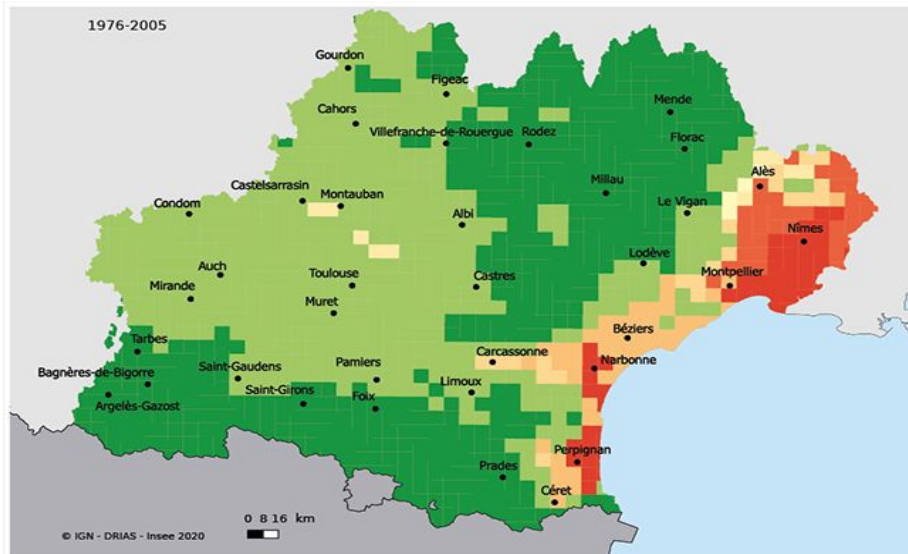 1976-2005
Gourdon
Figeac
Mende
Cahors
Villefranche-de-Rouergue
Rodez
Florac
Alès
Millau
Castelsarrasin
Montauban
Condom
Le Vigan
Albi
Nîmes
Lodève
Auch
Toulouse
Castres
Montpellier
Mirande
Muret
Béziers
Tarbes
Carcassonne
Narbonne
Saint-Gaudens
Pamiers
Bagnères-de-Bigorre
Limoux
Saint-Girons
Foix
Argelès-Gazost
Perpignan
Prades
Céret
0 8 16 km
© IGN - DRIAS - Insee 2020